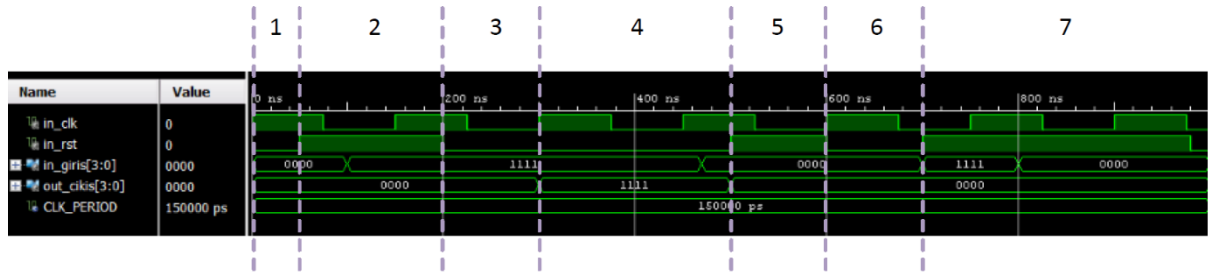 1 2 3 4 5 6 7
Name Value
0 ns 200 ns 400 ns 600 ns 800 ns
in_clk 0
in_rst 0
in_giris[3:0] 0000 0000 1111 0000 1111 0000
out_cikis[3:0] 0000 0000 1111 0000
CLK_PERIOD 150000 ps 150000 ps